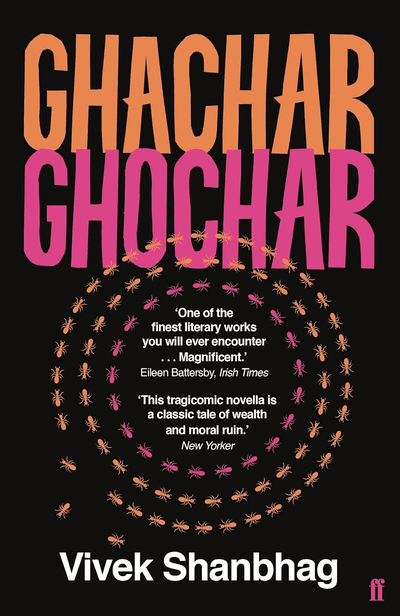 GHACHAR
GHOCHAR
‘One of the
finest literary works
you will ever encounter
. . . Magnificent.’
Eileen Battersby, Irish Times
‘This tragicomic novella is
a classic tale of wealth
and moral ruin.’
New Yorker
Vivek Shanbhag
ff